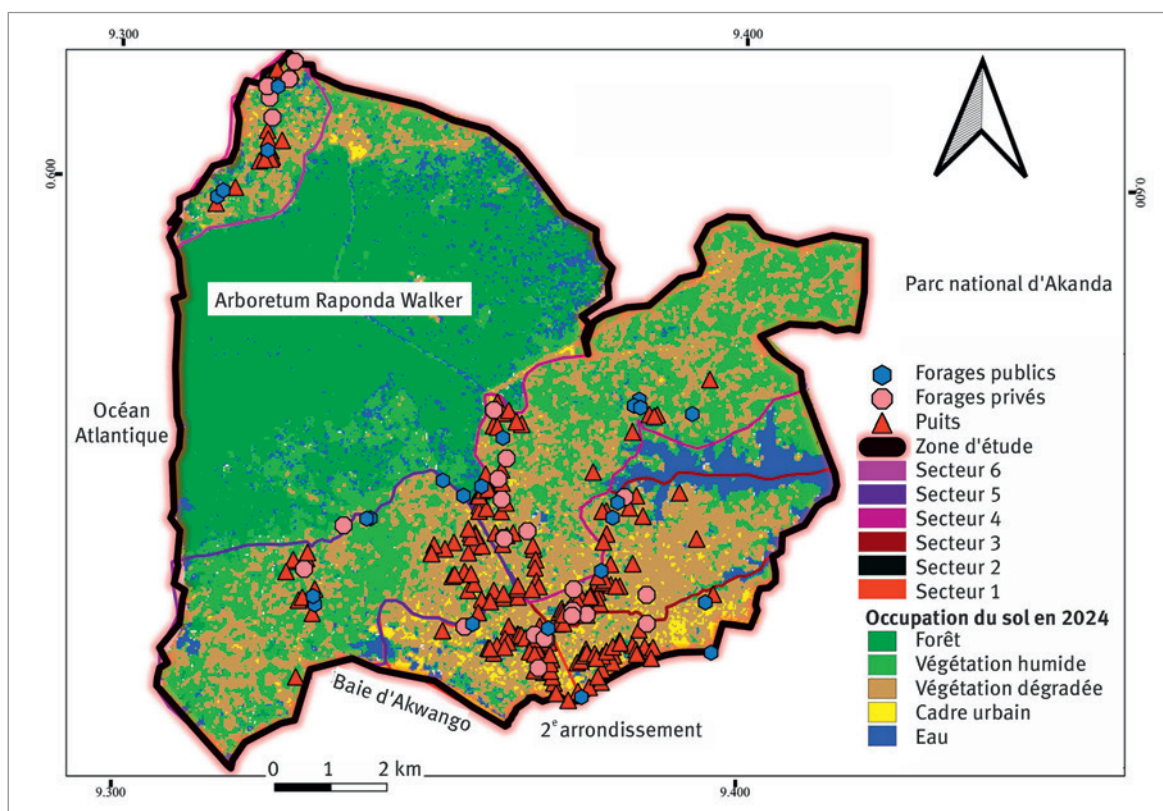 9.300
9.400
0.600
0.600
Arboretum Raponda Walker
Parc national d'Akanda
Océan
Atlantique
Forages publics
Forages privés
Puits
Zone d'étude
Secteur 6
Secteur 5
Secteur 4
Secteur 3
Secteur 2
Secteur 1
Occupation du sol en 2024
Forêt
Végétation humide
Végétation dégradée
Cadre urbain
Eau
Baie d'Akwango
2e arrondissement
0 1 2 km
9.300
9.400